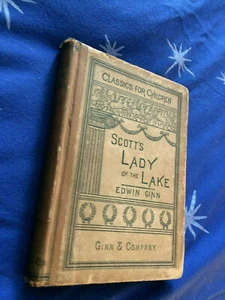 CLASSICS FOR CHILDREN
SCOTT'S
LADY
OF THE LAKE
EDWIN GINN
GINN & COMPANY